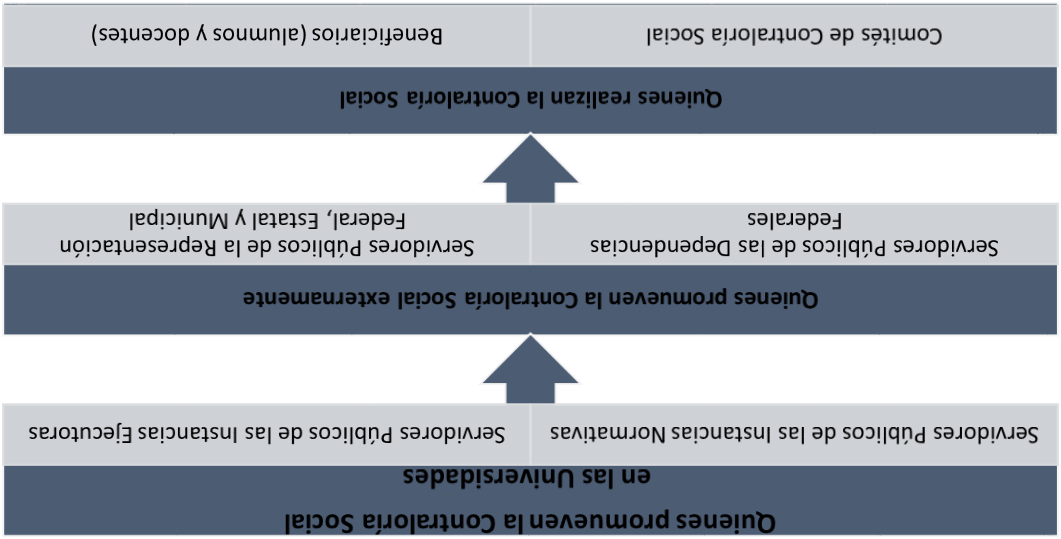 Quienes promueven la Contraloría Social
en las Universidades
Servidores Públicos de las Instancias Normativas
Servidores Públicos de las Instancias Ejecutoras
Quienes promueven la Contraloría Social externamente
Servidores Públicos de las Dependencias
Federales
Servidores Públicos de la Representación
Federal, Estatal y Municipal
Quienes realizan la Contraloría Social
Comités de Contraloría Social
Beneficiarios (alumnos y docentes)